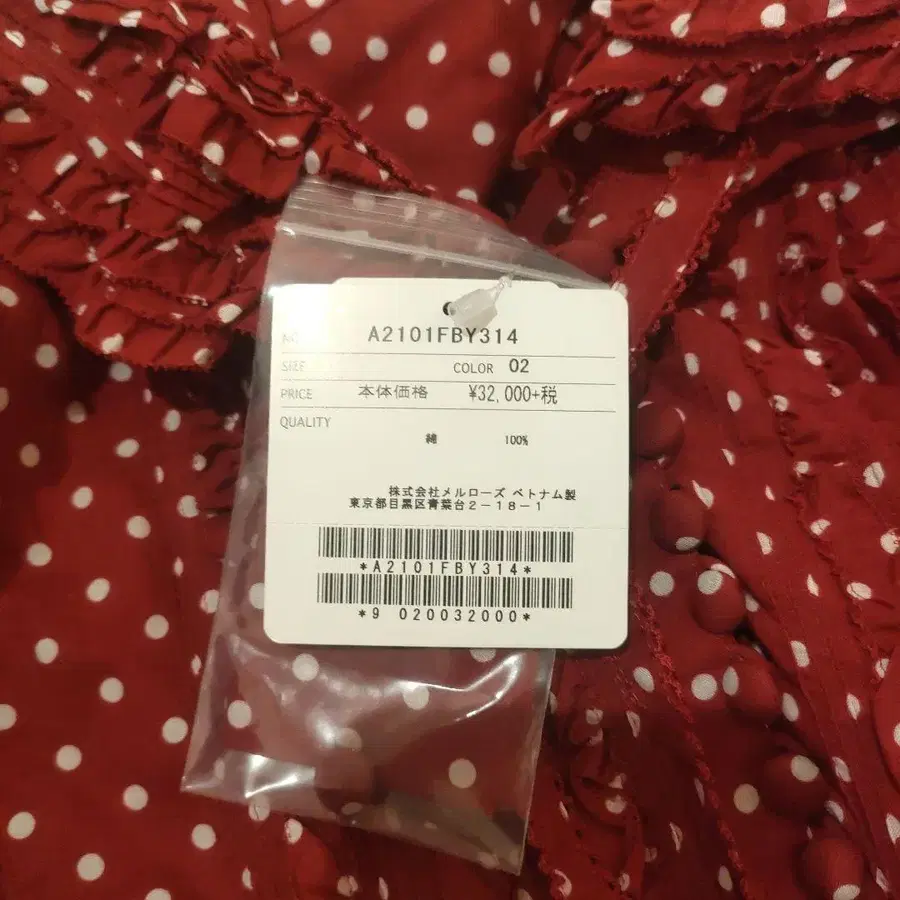 NO.
A2101FBY314
SIZE COLOR 02
PRICE 本体価格 ¥32,000+税
QUALITY
綿 100%
株式会社メルローズ ベトナム製
東京都目黒区青葉台2-18-1
*A2101FBY314*
*9 020032000*